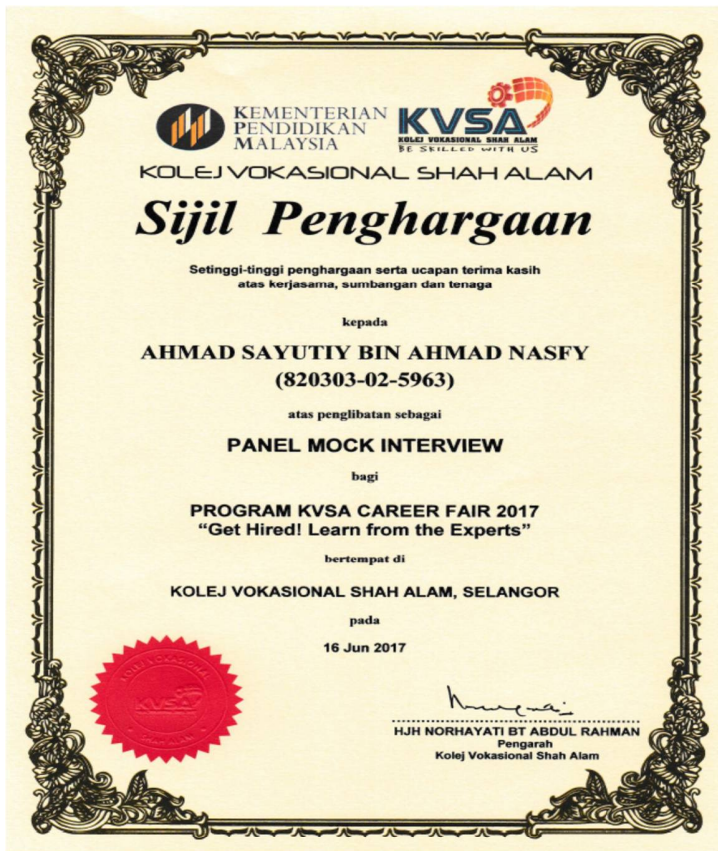 KEMENTERIAN
PENDIDIKAN
MALAYSIA
KVSA
KOLEJ VOKASIONAL SHAH ALAM
BE SKILLED WITH US
KOLEJ VOKASIONAL SHAH ALAM
Sijil Penghargaan
Setinggi-tinggi penghargaan serta ucapan terima kasih
atas kerjasama, sumbangan dan tenaga
kepada
AHMAD SAYUTIY BIN AHMAD NASFY
(820303-02-5963)
atas penglibatan sebagai
PANEL MOCK INTERVIEW
bagi
PROGRAM KVSA CAREER FAIR 2017
“Get Hired! Learn from the Experts”
bertempat di
KOLEJ VOKASIONAL SHAH ALAM, SELANGOR
pada
16 Jun 2017
KOLEJ VOKASIONAL
KVSA
SHAH ALAM
HJH NORHAYATI BT ABDUL RAHMAN
Pengarah
Kolej Vokasional Shah Alam